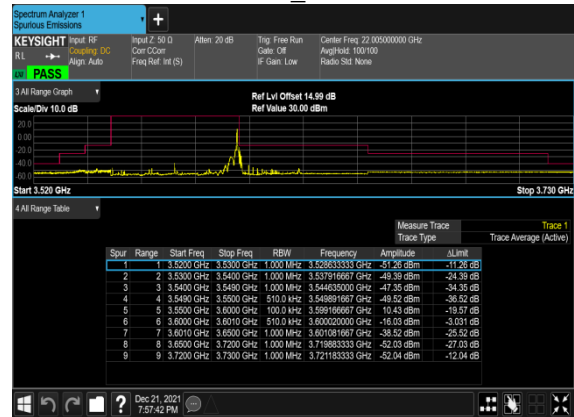 Spectrum Analyzer 1
Spurious Emissions
+
KEYSIGHT Input: RF Input Z: 50 Ω Atten: 20 dB Trig: Free Run Center Freq: 22.005000000 GHz
RL Coupling: DC Corr CCorr Gate: Off Avg|Hold: 100/100
Align: Auto Freq Ref: Int (S) IF Gain: Low Radio Std: None
PASS
3 All Range Graph Ref Lvl Offset 14.99 dB
Scale/Div 10.0 dB Ref Value 30.00 dBm
20.0
0.00
-20.0
-40.0
-60.0
Start 3.520 GHz Stop 3.730 GHz
4 All Range Table
Measure Trace Trace 1
Trace Type Trace Average (Active)
Spur Range Start Freq Stop Freq RBW Frequency Amplitude ΔLimit
1 1 3.5200 GHz 3.5300 GHz 1.000 MHz 3.528633333 GHz -51.26 dBm -11.26 dB
2 2 3.5300 GHz 3.5400 GHz 1.000 MHz 3.537916667 GHz -49.39 dBm -24.39 dB
3 3 3.5400 GHz 3.5490 GHz 1.000 MHz 3.544635000 GHz -47.35 dBm -34.35 dB
4 4 3.5490 GHz 3.5500 GHz 510.0 kHz 3.549891667 GHz -49.52 dBm -36.52 dB
5 5 3.5500 GHz 3.6000 GHz 100.0 kHz 3.599166667 GHz 10.43 dBm -19.57 dB
6 6 3.6000 GHz 3.6010 GHz 510.0 kHz 3.600020000 GHz -16.03 dBm -3.031 dB
7 7 3.6010 GHz 3.6500 GHz 1.000 MHz 3.601081667 GHz -38.52 dBm -25.52 dB
8 8 3.6500 GHz 3.7200 GHz 1.000 MHz 3.719883333 GHz -52.03 dBm -27.03 dB
9 9 3.7200 GHz 3.7300 GHz 1.000 MHz 3.721183333 GHz -52.04 dBm -12.04 dB
? Dec 21, 2021
7:57:42 PM